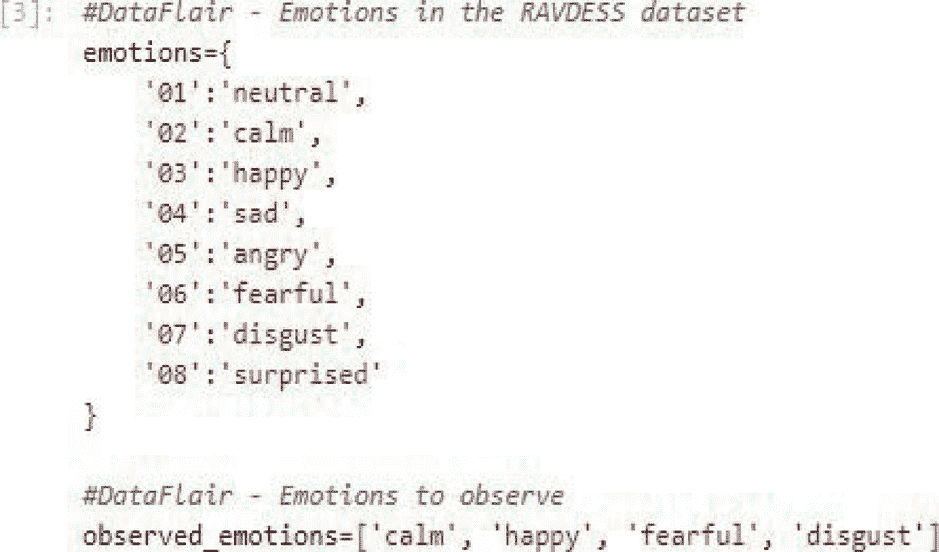 [3]: #DataFlair - Emotions in the RAVDESS dataset
emotions={
'01':'neutral',
'02':'calm',
'03':'happy',
'04':'sad',
'05':'angry',
'06':'fearful',
'07':'disgust',
'08':'surprised'
}
#DataFlair - Emotions to observe
observed_emotions=['calm', 'happy', 'fearful', 'disgust']